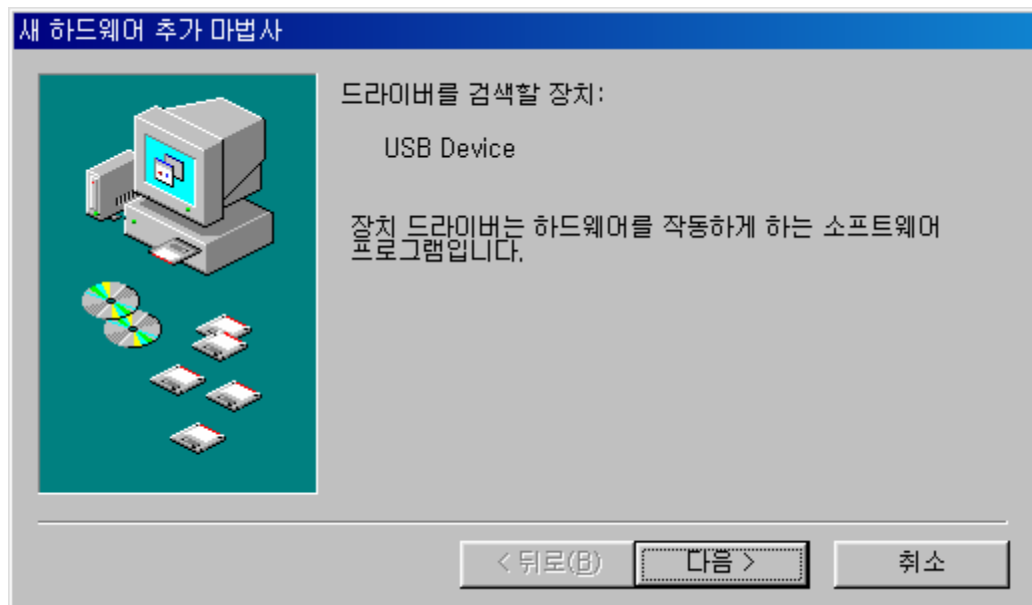 새 하드웨어 추가 마법사
드라이버를 검색할 장치:
USB Device
장치 드라이버는 하드웨어를 작동하게 하는 소프트웨어
프로그램입니다.
< 뒤로(B)
다음 >
취소